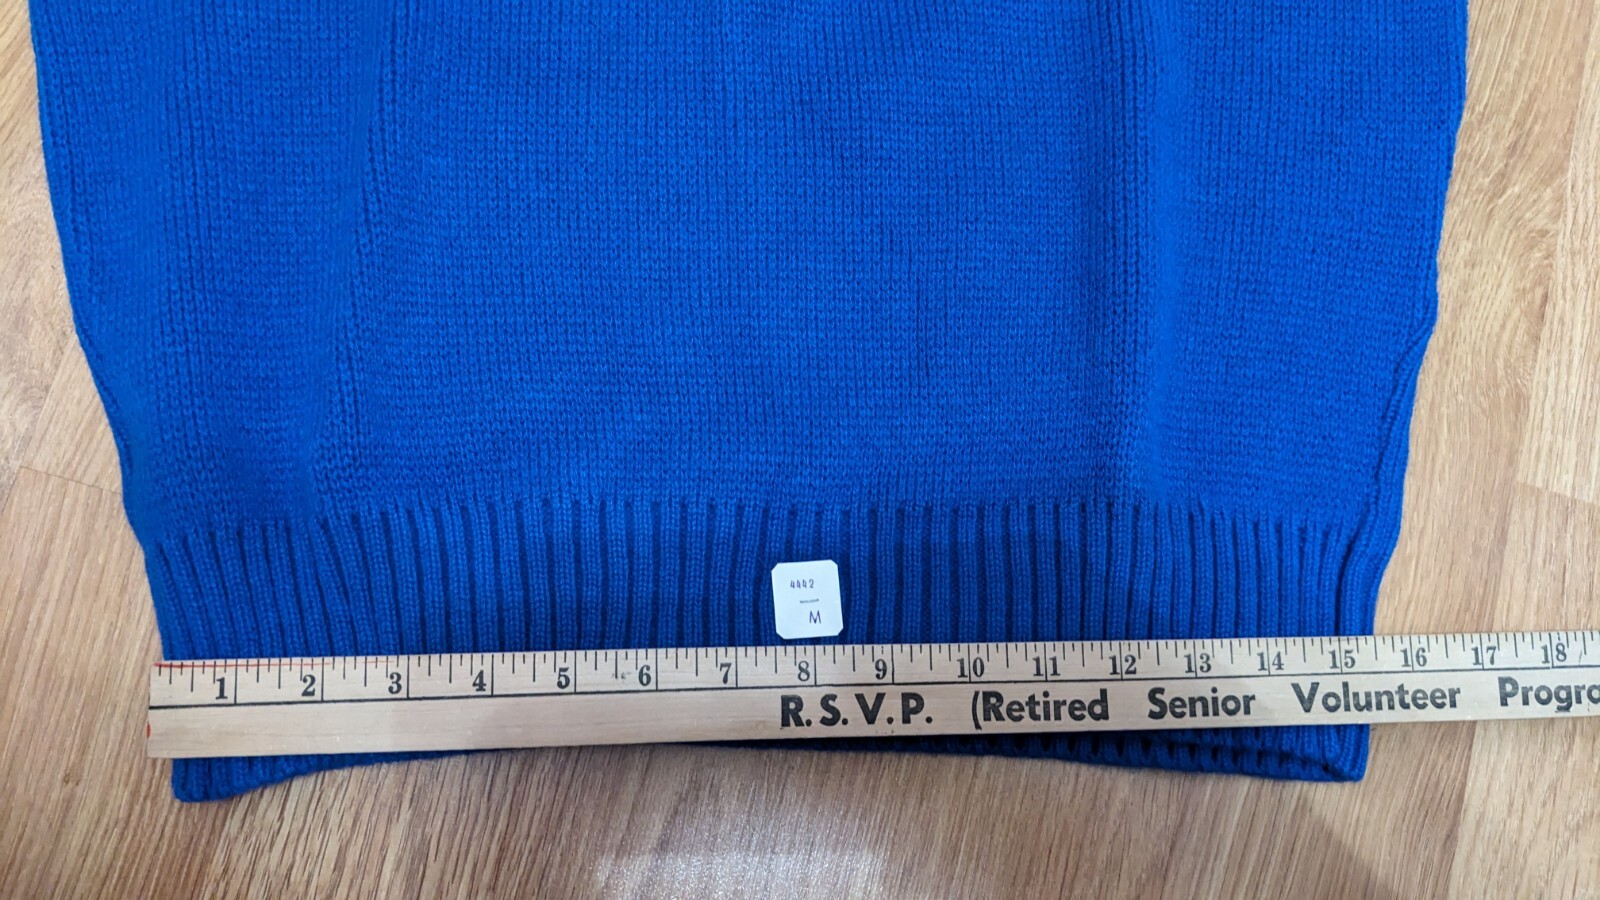 4442
M
1 2 3 4 5 6 7 8 9 10 11 12 13 14 15 16 17 18
R.S.V.P. (Retired Senior Volunteer Progra